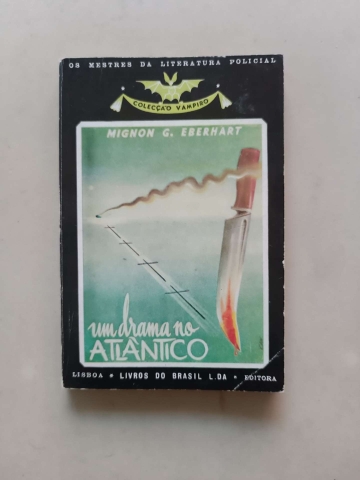 OS MESTRES DA LITERATURA POLICIAL
COLECÇÃO VAMPIRO
MIGNON G. EBERHART
um drama no
ATLÂNTICO
LISBOA * LIVROS DO BRASIL L.DA * EDITORA